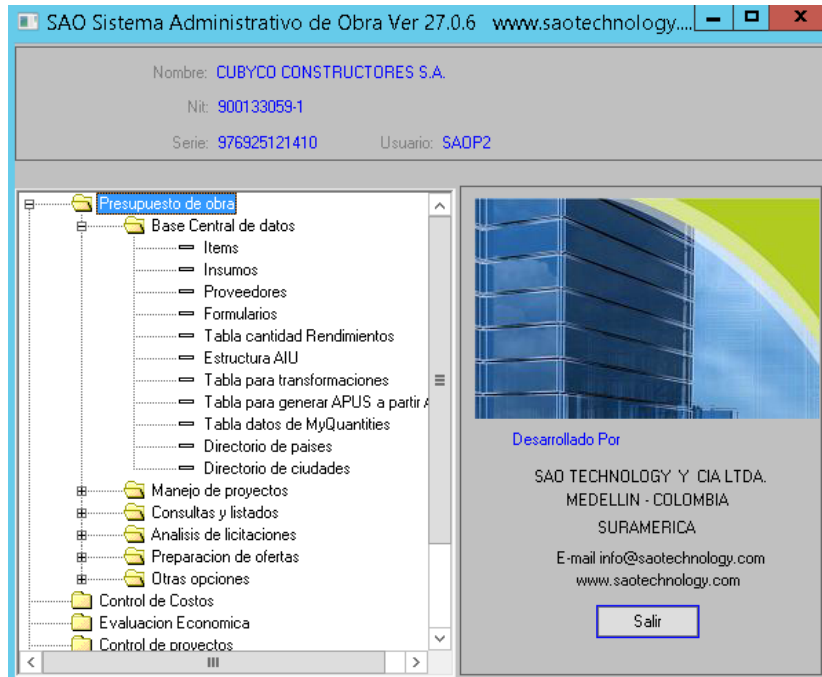 SAO Sistema Administrativo de Obra Ver 27.0.6 www.saotechnology....
Nombre: CUBYCO CONSTRUCTORES S.A.
Nit: 900133059-1
Serie: 976925121410 Usuario: SAOP2
Presupuesto de obra
Base Central de datos
Items
Insumos
Proveedores
Formularios
Tabla cantidad Rendimientos
Estructura AIU
Tabla para transformaciones
Tabla para generar APUS a partir
Tabla datos de MyQuantities
Directorio de paises
Directorio de ciudades
Manejo de proyectos
Consultas y listados
Analisis de licitaciones
Preparacion de ofertas
Otras opciones
Control de Costos
Evaluacion Economica
Control de proyectos
Desarrollado Por
SAO TECHNOLOGY Y CIA LTDA.
MEDELLIN - COLOMBIA
SURAMERICA
E-mail info@saotechnology.com
www.saotechnology.com
Salir